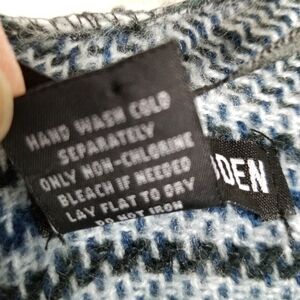 HAND WASH COLD
SEPARATELY
ONLY NON-CHLORINE
BLEACH IF NEEDED
LAY FLAT TO DRY
DO NOT IRON
DEN